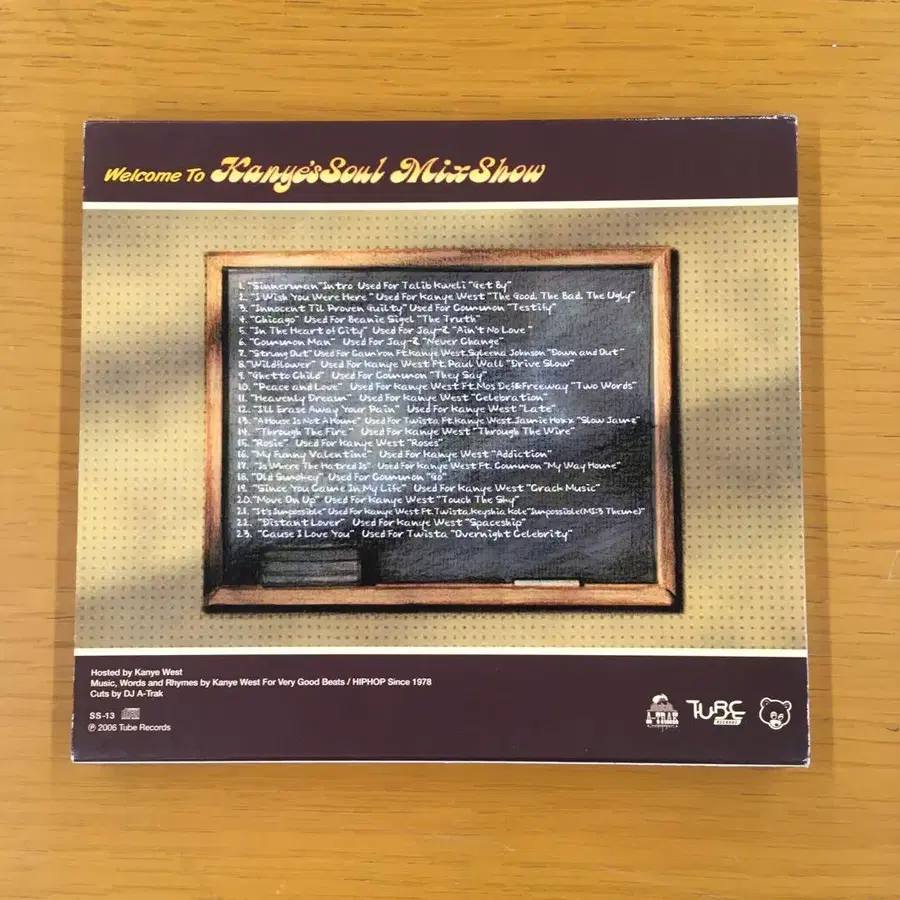 Welcome To Kanye'sSoul MixShow
1. "Sinnerman"Intro Used For Talib Kweli "Get By"
2. "I Wish You Were Here" Used For Kanye West "The Good. The Bad. The Ugly"
3. "Innocent Til Proven Guilty" Used For Common "Testify"
4. "Chicago" Used For Beanie Sigel "The Truth"
5. "In The Heart of City" Used For Jay-Z "Ain't No Love"
6. "Common Man" Used For Jay-Z "Never Change"
7. "Strung Out" Used For Cam'ron Ft.Kanye West.Syleena Johnson "Down and Out"
8. "Wildflower" Used For Kanye West Ft. Paul Wall "Drive Slow"
9. "Ghetto Child" Used For Common "They Say"
10. "Peace and Love" Used For Kanye West Ft.Mos Def&Freeway "Two Words"
11. "Heavenly Dream" Used For Kanye West "Celebration"
12. "I'll Erase Away Your Pain" Used For Kanye West "Late"
13. "A House Is Not A Home" Used For Twista Ft.Kanye West.Jamie Foxx "Slow Jamz"
14. "Through The Fire" Used For Kanye West "Through The Wire"
15. "Rosie" Used For Kanye West "Roses"
16. "My Funny Valentine" Used For Kanye West "Addiction"
17. "Is Where The Hatred Is" Used For Kanye West Ft. Common "My Way Home"
18. "Old Smokey" Used For Common "Go"
19. "Since You Came In My Life" Used For Kanye West "Crack Music"
20."Move On Up" Used For Kanye West "Touch The Sky"
21. "It's Impossible" Used For Kanye West Ft.Twista.Keyshia Kole "Impossible(MI:3 Theme)"
22. "Distant Lover" Used For Kanye West "Spaceship"
23. "Cause I Love You" Used For Twista "Overnight Celebrity"
Hosted by Kanye West
Music, Words and Rhymes by Kanye West For Very Good Beats / HIPHOP Since 1978
Cuts by DJ A-Trak
SS-13
℗ 2006 Tube Records
A-TRAK
TUBE
RECORDS